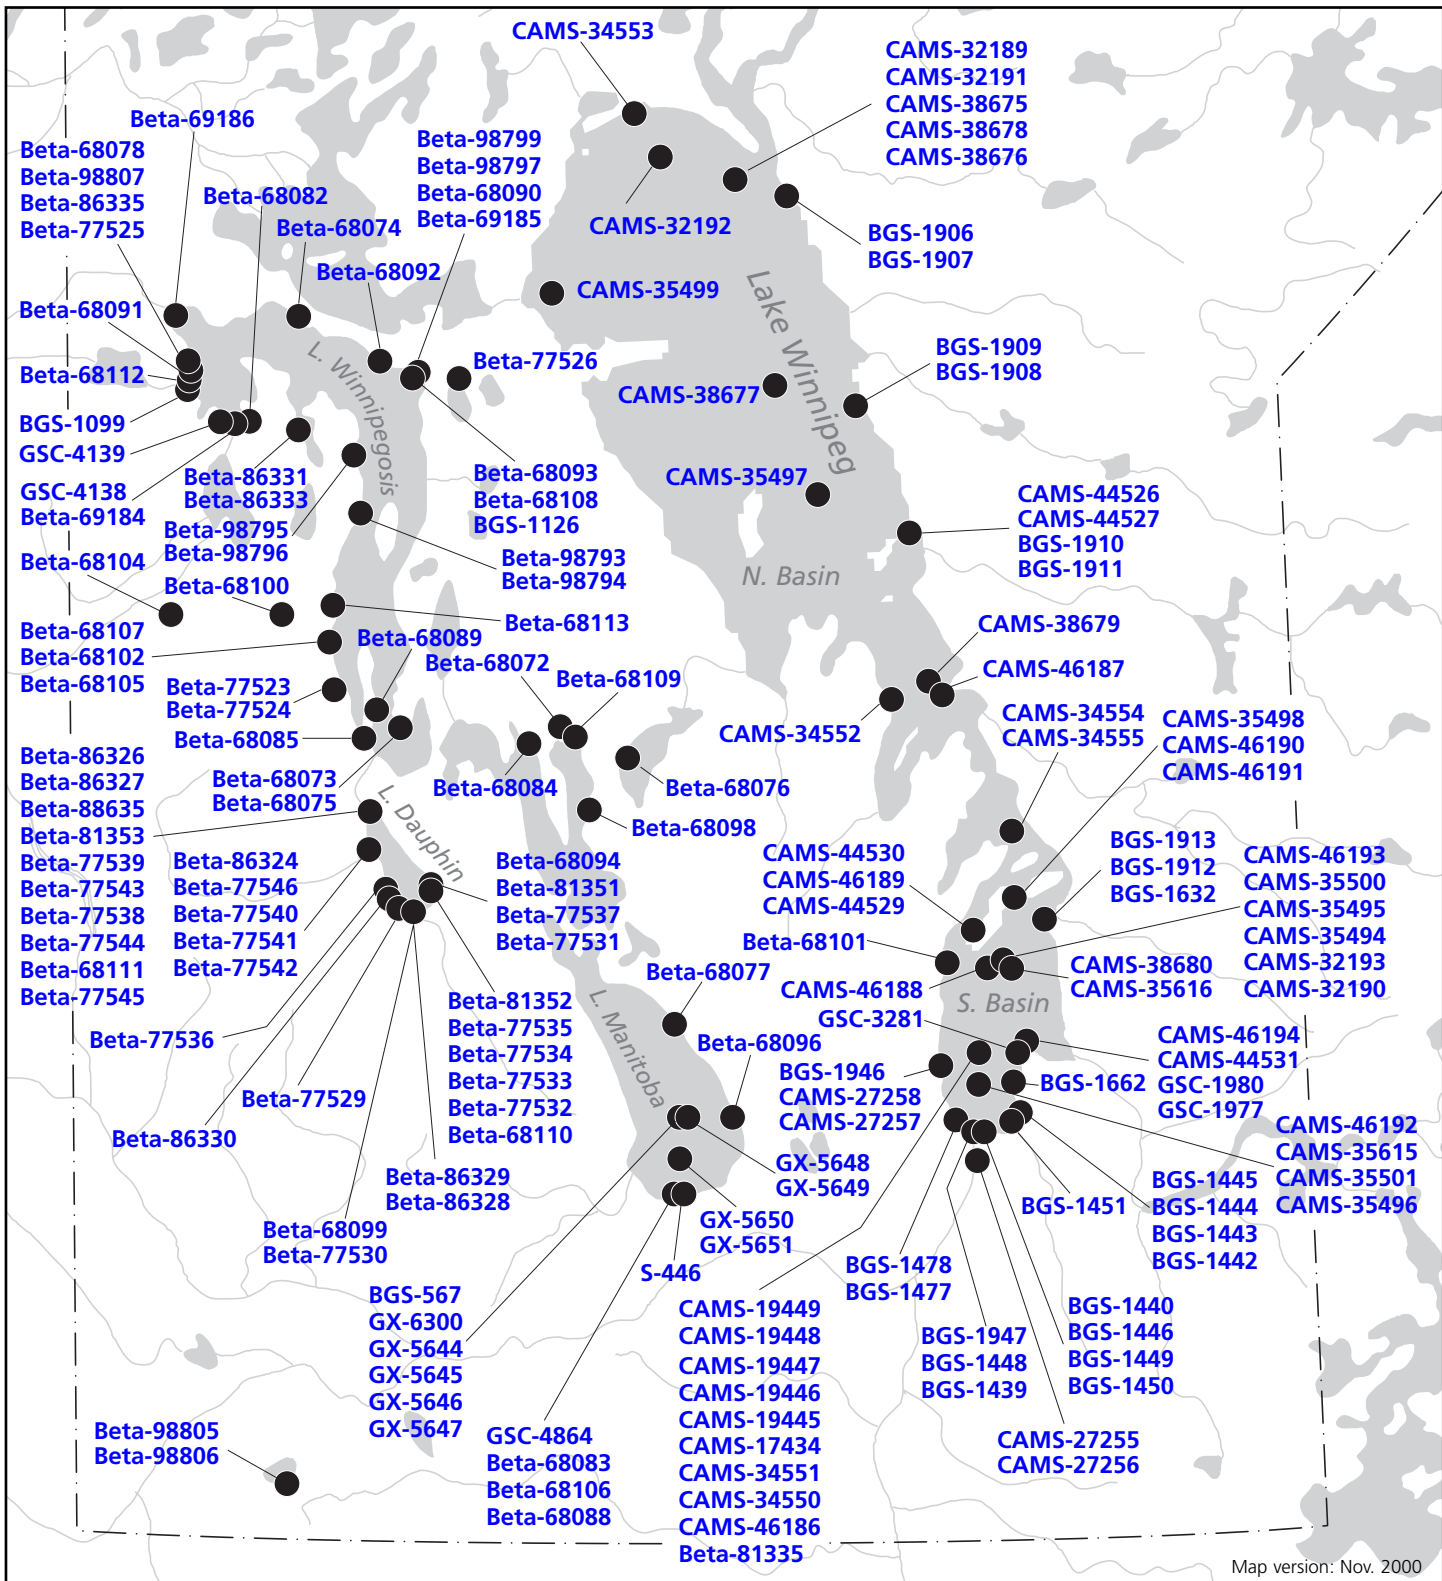 CAMS-34553
CAMS-32189
CAMS-32191
CAMS-38675
CAMS-38678
CAMS-38676
Beta-69186
Beta-68078
Beta-98807
Beta-86335
Beta-77525
Beta-98799
Beta-98797
Beta-68090
Beta-69185
Beta-68082
Beta-68074
Beta-68092
CAMS-32192
BGS-1906
BGS-1907
CAMS-35499
Lake Winnipeg
Beta-68091
Beta-68112
BGS-1099
GSC-4139
GSC-4138
Beta-69184
L. Winnipegosis
Beta-77526
BGS-1909
BGS-1908
CAMS-38677
Beta-86331
Beta-86333
Beta-98795
Beta-98796
Beta-68093
Beta-68108
BGS-1126
CAMS-35497
CAMS-44526
CAMS-44527
BGS-1910
BGS-1911
Beta-98793
Beta-98794
N. Basin
Beta-68104
Beta-68100
Beta-68113
Beta-68107
Beta-68102
Beta-68105
Beta-68089
Beta-68072
Beta-68109
CAMS-38679
CAMS-46187
Beta-77523
Beta-77524
Beta-68085
CAMS-34552
CAMS-34554
CAMS-34555
CAMS-35498
CAMS-46190
CAMS-46191
Beta-68073
Beta-68075
Beta-68084
Beta-68076
Beta-68098
Beta-86326
Beta-86327
Beta-88635
Beta-81353
Beta-77539
Beta-77543
Beta-77538
Beta-77544
Beta-68111
Beta-77545
L. Dauphin
Beta-86324
Beta-77546
Beta-77540
Beta-77541
Beta-77542
Beta-68094
Beta-81351
Beta-77537
Beta-77531
CAMS-44530
CAMS-46189
CAMS-44529
BGS-1913
BGS-1912
BGS-1632
CAMS-46193
CAMS-35500
CAMS-35495
CAMS-35494
CAMS-32193
CAMS-32190
Beta-68101
Beta-68077
CAMS-46188
CAMS-38680
CAMS-35616
S. Basin
GSC-3281
L. Manitoba
Beta-81352
Beta-77535
Beta-77534
Beta-77533
Beta-77532
Beta-68110
Beta-77536
Beta-68096
BGS-1946
CAMS-27258
CAMS-27257
CAMS-46194
CAMS-44531
GSC-1980
GSC-1977
BGS-1662
Beta-77529
Beta-86330
CAMS-46192
CAMS-35615
CAMS-35501
CAMS-35496
GX-5648
GX-5649
Beta-86329
Beta-86328
BGS-1451
BGS-1445
BGS-1444
BGS-1443
BGS-1442
Beta-68099
Beta-77530
GX-5650
GX-5651
S-446
BGS-1478
BGS-1477
BGS-567
GX-6300
GX-5644
GX-5645
GX-5646
GX-5647
CAMS-19449
CAMS-19448
CAMS-19447
CAMS-19446
CAMS-19445
CAMS-17434
CAMS-34551
CAMS-34550
CAMS-46186
Beta-81335
BGS-1947
BGS-1448
BGS-1439
BGS-1440
BGS-1446
BGS-1449
BGS-1450
Beta-98805
Beta-98806
GSC-4864
Beta-68083
Beta-68106
Beta-68088
CAMS-27255
CAMS-27256
Map version: Nov. 2000